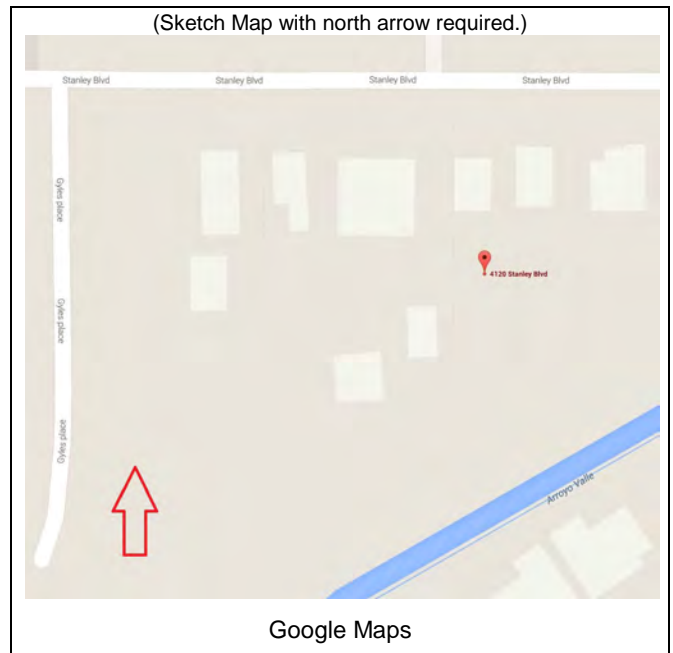 (Sketch Map with north arrow required.)
Stanley Blvd Stanley Blvd Stanley Blvd Stanley Blvd
Gyles place
4120 Stanley Blvd
Gyles place
Gyles place
Arroyo Valle
Google Maps